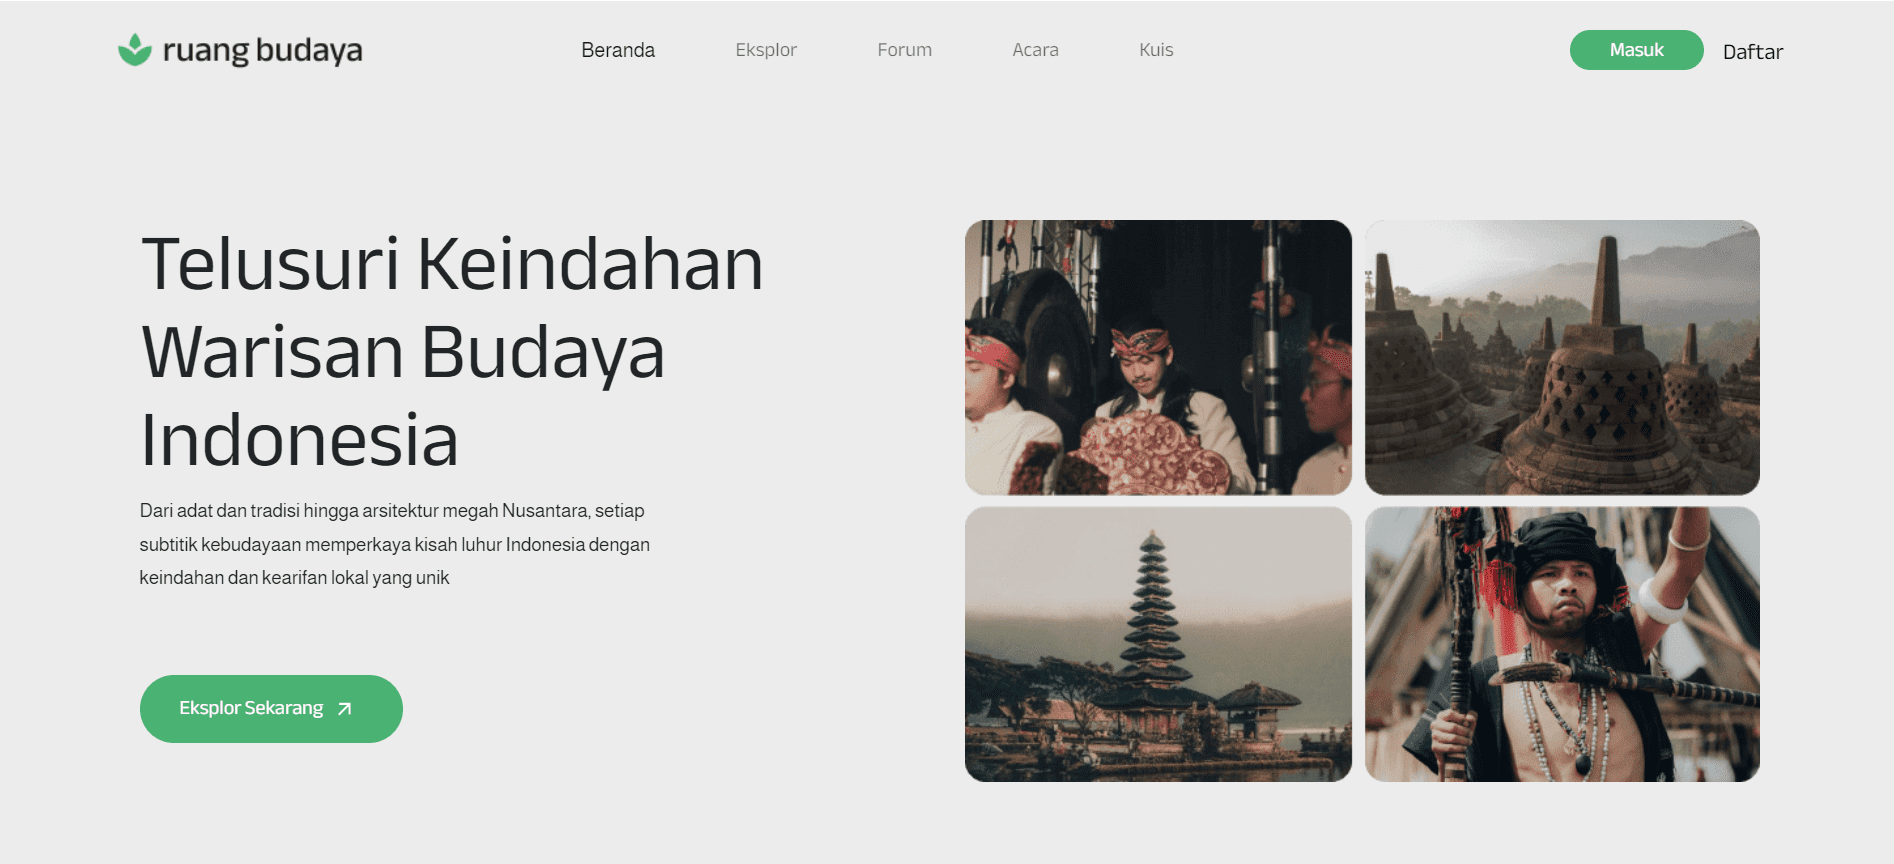 ruang budaya
Beranda
Eksplor
Forum
Acara
Kuis
Masuk
Daftar
Telusuri Keindahan
Warisan Budaya
Indonesia
Dari adat dan tradisi hingga arsitektur megah Nusantara, setiap
subtitik kebudayaan memperkaya kisah luhur Indonesia dengan
keindahan dan kearifan lokal yang unik
Eksplor Sekarang